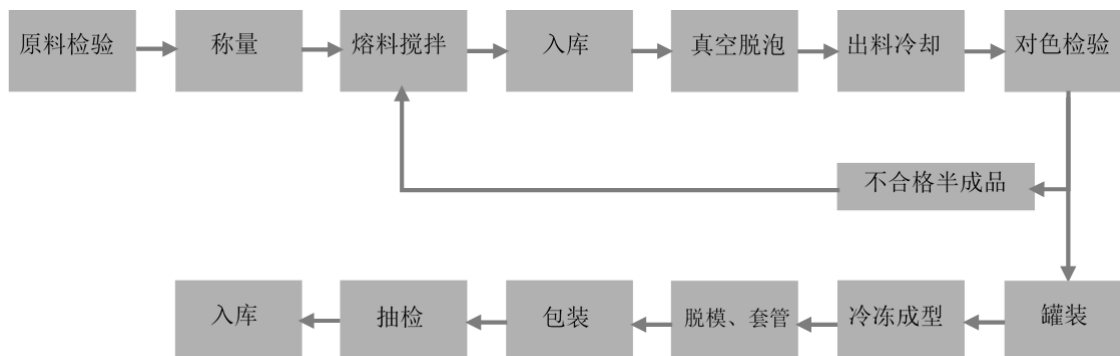 原料检验
称量
熔料搅拌
入库
真空脱泡
出料冷却
对色检验
不合格半成品
入库
抽检
包装
脱模、套管
冷冻成型
罐装